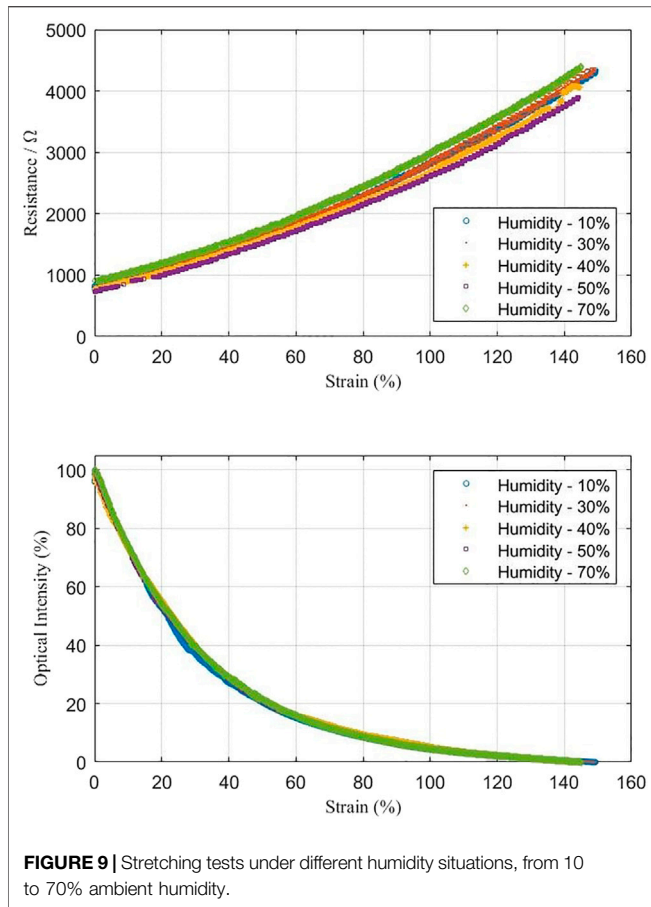 5000
4000
3000
2000
1000
0
Resistance / Ω
Humidity - 10%
Humidity - 30%
Humidity - 40%
Humidity - 50%
Humidity - 70%
0 20 40 60 80 100 120 140 160
Strain (%)
100
80
60
40
20
0
Optical Intensity (%)
Humidity - 10%
Humidity - 30%
Humidity - 40%
Humidity - 50%
Humidity - 70%
0 20 40 60 80 100 120 140 160
Strain (%)
FIGURE 9 | Stretching tests under different humidity situations, from 10
to 70% ambient humidity.